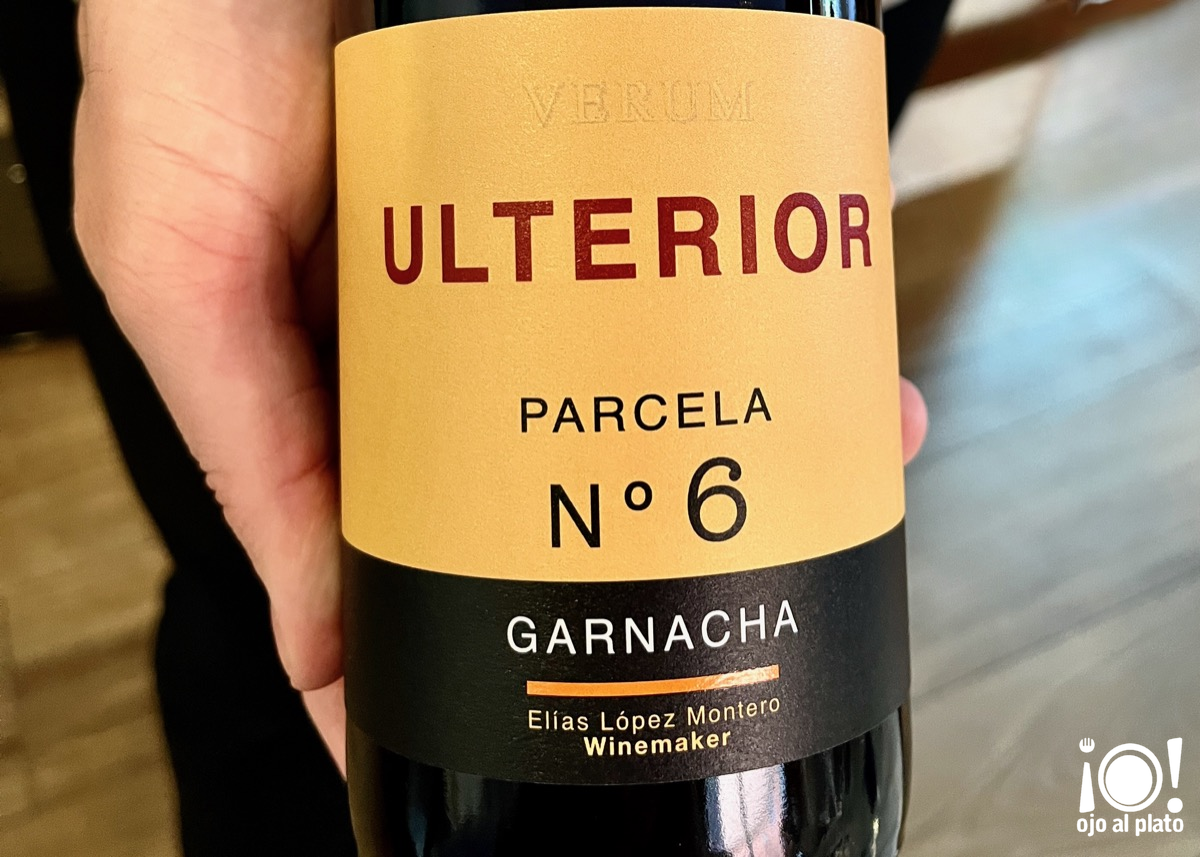 VERUM
ULTERIOR
PARCELA
Nº 6
GARNACHA
Elías López Montero
Winemaker
¡O!
ojo al plato